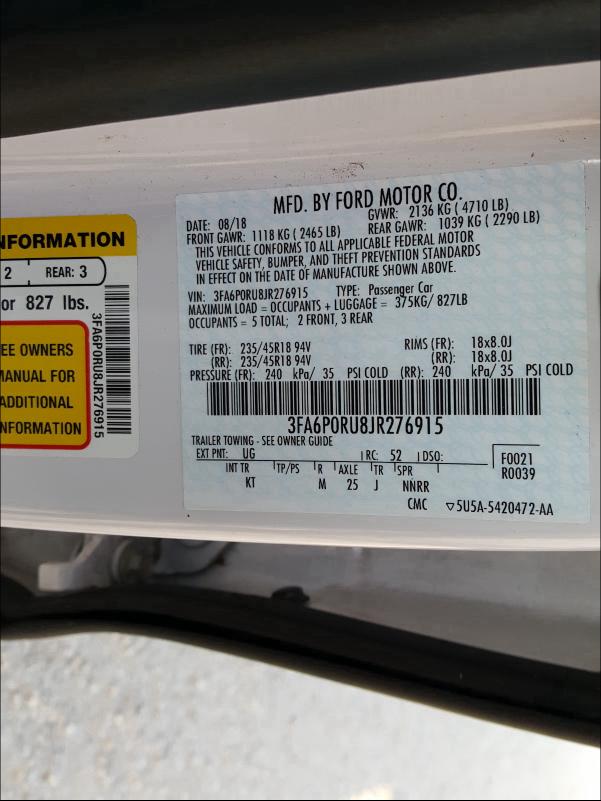 NFORMATION
2 REAR: 3
or 827 lbs.
EE OWNERS
MANUAL FOR
ADDITIONAL
NFORMATION
3FA6P0RU8JR276915
MFD. BY FORD MOTOR CO.
DATE: 08/18 GVWR: 2136 KG ( 4710 LB)
FRONT GAWR: 1118 KG ( 2465 LB) REAR GAWR: 1039 KG ( 2290 LB)
THIS VEHICLE CONFORMS TO ALL APPLICABLE FEDERAL MOTOR
VEHICLE SAFETY, BUMPER, AND THEFT PREVENTION STANDARDS
IN EFFECT ON THE DATE OF MANUFACTURE SHOWN ABOVE.
VIN: 3FA6P0RU8JR276915 TYPE: Passenger Car
MAXIMUM LOAD = OCCUPANTS + LUGGAGE = 375KG/ 827LB
OCCUPANTS = 5 TOTAL; 2 FRONT, 3 REAR
TIRE (FR): 235/45R18 94V RIMS (FR): 18x8.0J
(RR): 235/45R18 94V (RR): 18x8.0J
PRESSURE (FR): 240 kPa/ 35 PSI COLD (RR): 240 kPa/ 35 PSI COLD
3FA6P0RU8JR276915
TRAILER TOWING - SEE OWNER GUIDE
EXT PNT: UG RC: 52 DSO: F0021
INT TR TP/PS R AXLE TR SPR R0039
KT M 25 J NNRR
CMC ▽5U5A-5420472-AA